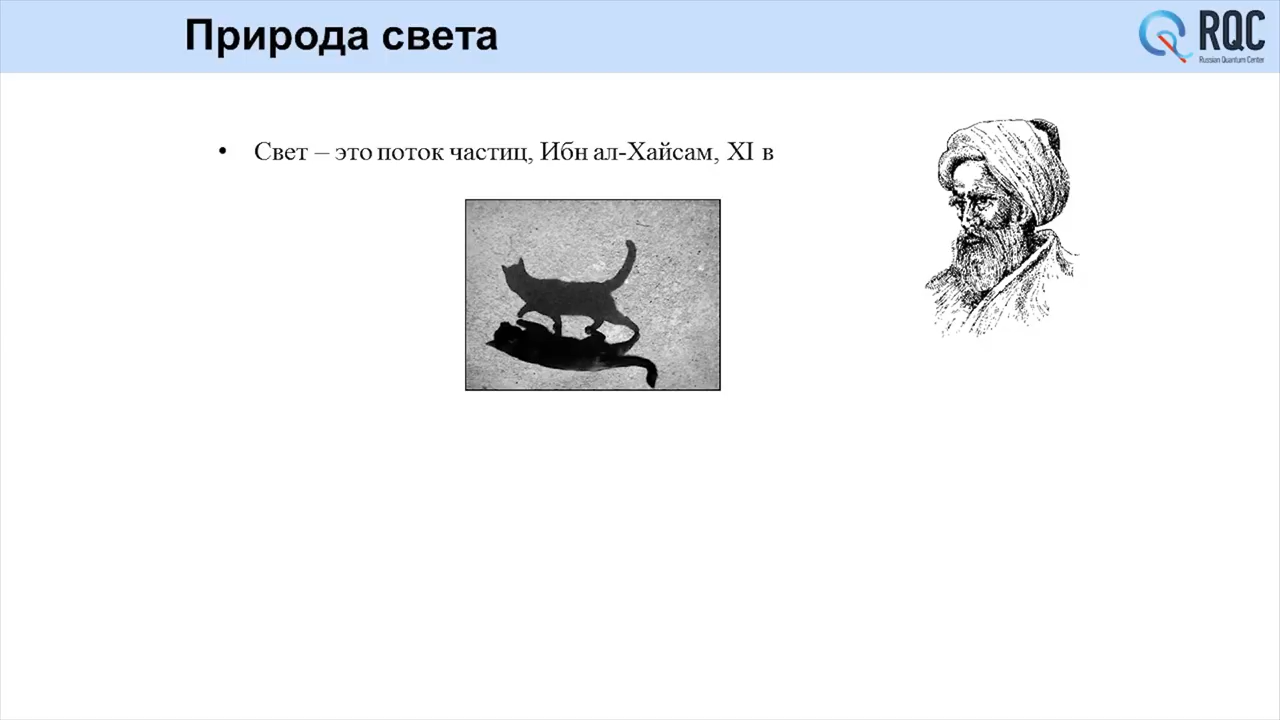 Природа света
RQC
Russian Quantum Center
• Свет – это поток частиц, Ибн ал-Хайсам, XI в